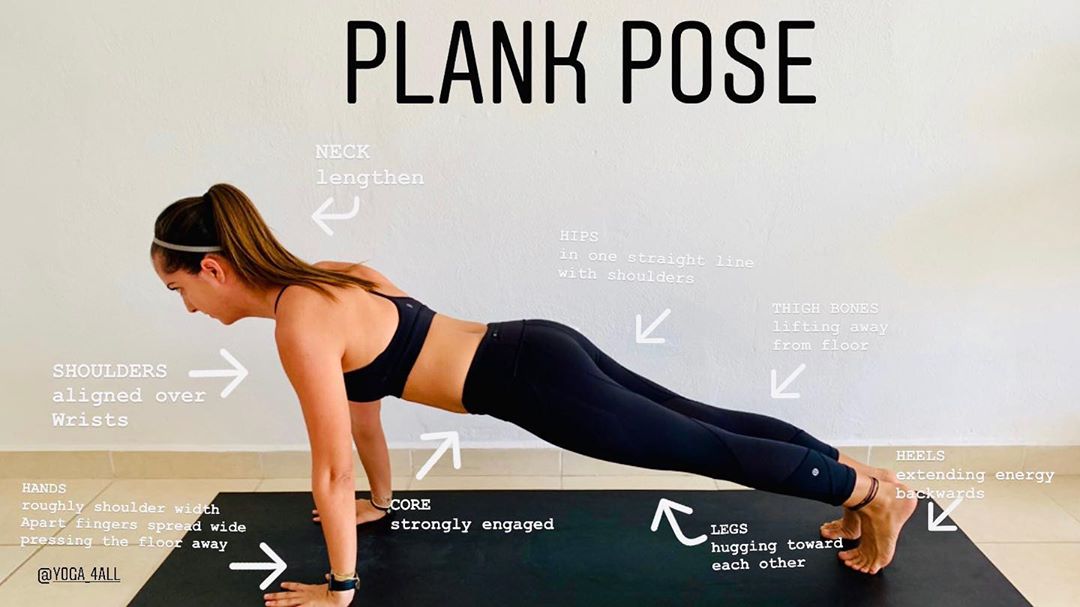 PLANK POSE
NECK
lengthen
HIPS
in one straight line
with shoulders
THIGH BONES
lifting away
from floor
SHOULDERS
aligned over
Wrists
HEELS
extending energy
backwards
HANDS
roughly shoulder width
Apart fingers spread wide
pressing the floor away
CORE
strongly engaged
LEGS
hugging toward
each other
@YOGA_4ALL